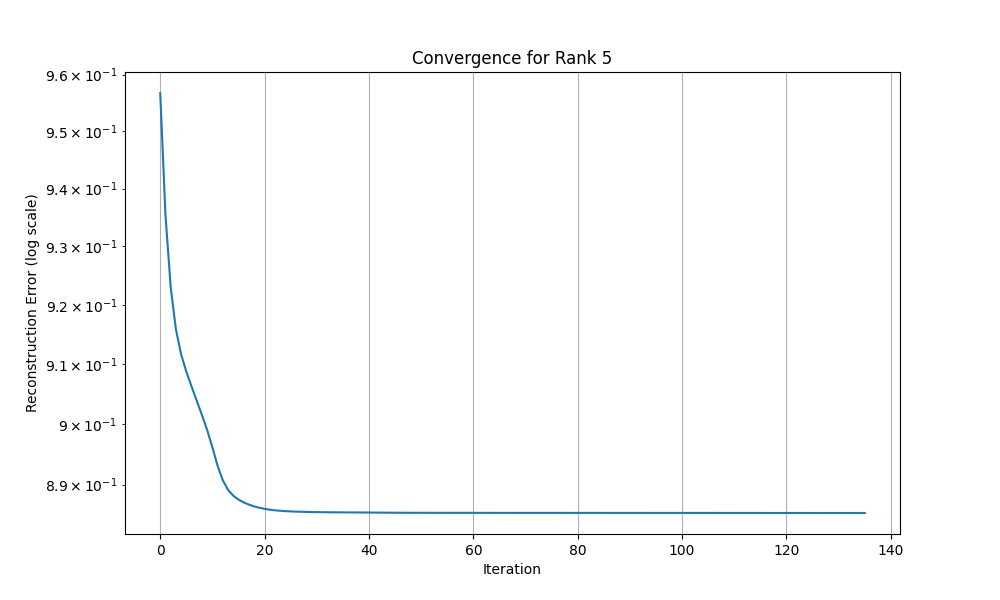 Convergence for Rank 5
Reconstruction Error (log scale)
9.6 × 10⁻¹
9.5 × 10⁻¹
9.4 × 10⁻¹
9.3 × 10⁻¹
9.2 × 10⁻¹
9.1 × 10⁻¹
9 × 10⁻¹
8.9 × 10⁻¹
0 20 40 60 80 100 120 140
Iteration